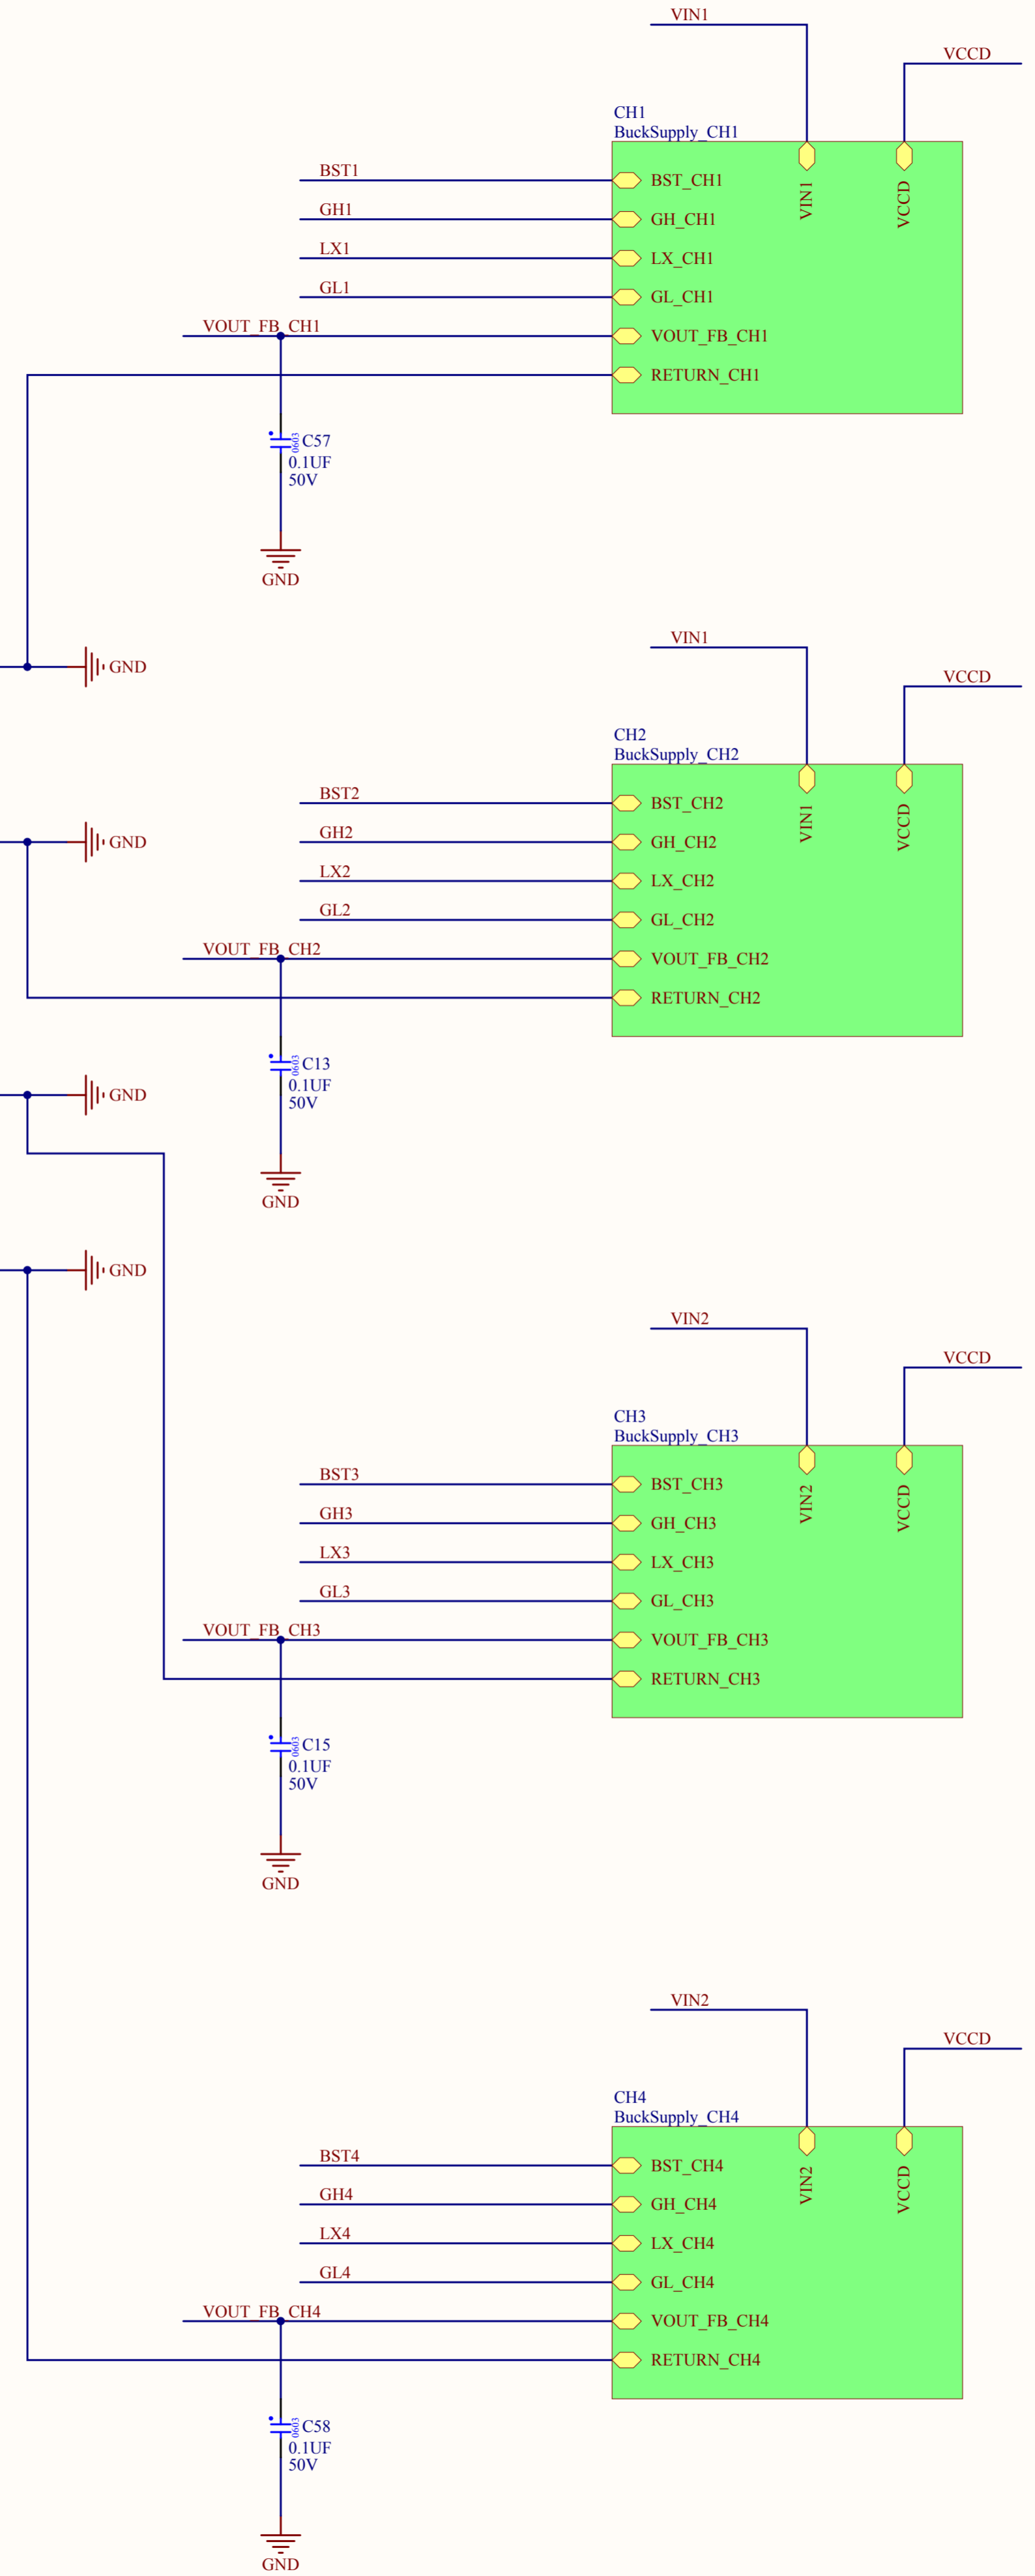 VIN1
VCCD
CH1
BuckSupply_CH1
BST1
BST_CH1
VIN1
VCCD
GH1
GH_CH1
LX1
LX_CH1
GL1
GL_CH1
VOUT_FB_CH1
VOUT_FB_CH1
RETURN_CH1
0603
C57
0.1UF
50V
GND
GND
VIN1
VCCD
CH2
BuckSupply_CH2
BST2
BST_CH2
VIN1
VCCD
GND
GH2
GH_CH2
LX2
LX_CH2
GL2
GL_CH2
VOUT_FB_CH2
VOUT_FB_CH2
RETURN_CH2
0603
C13
0.1UF
50V
GND
GND
GND
VIN2
VCCD
CH3
BuckSupply_CH3
BST3
BST_CH3
VIN2
VCCD
GH3
GH_CH3
LX3
LX_CH3
GL3
GL_CH3
VOUT_FB_CH3
VOUT_FB_CH3
RETURN_CH3
0603
C15
0.1UF
50V
GND
VIN2
VCCD
CH4
BuckSupply_CH4
BST4
BST_CH4
VIN2
VCCD
GH4
GH_CH4
LX4
LX_CH4
GL4
GL_CH4
VOUT_FB_CH4
VOUT_FB_CH4
RETURN_CH4
0603
C58
0.1UF
50V
GND